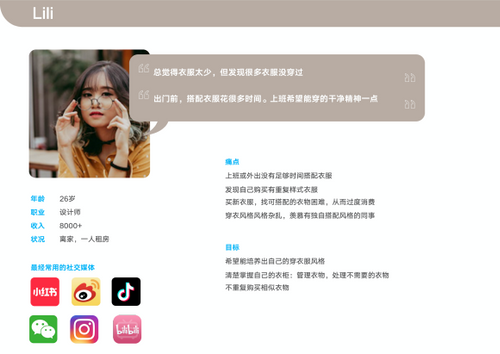 Lili
总觉得衣服太少，但发现很多衣服没穿过
出门前，搭配衣服花很多时间。上班希望能穿的干净精神一点
痛点
上班或外出没有足够时间搭配衣服
发现自己购买有重复样式衣服
买新衣服，找可搭配的衣物困难，从而过度消费
穿衣风格风格杂乱，羡慕有独自搭配风格的同事
年龄 26岁
职业 设计师
收入 8000+
状况 离家，一人租房
目标
希望能培养出自己的穿衣服风格
清楚掌握自己的衣柜：管理衣物，处理不需要的衣物
不重复购买相似衣物
最经常用的社交媒体
小红书
bilibili